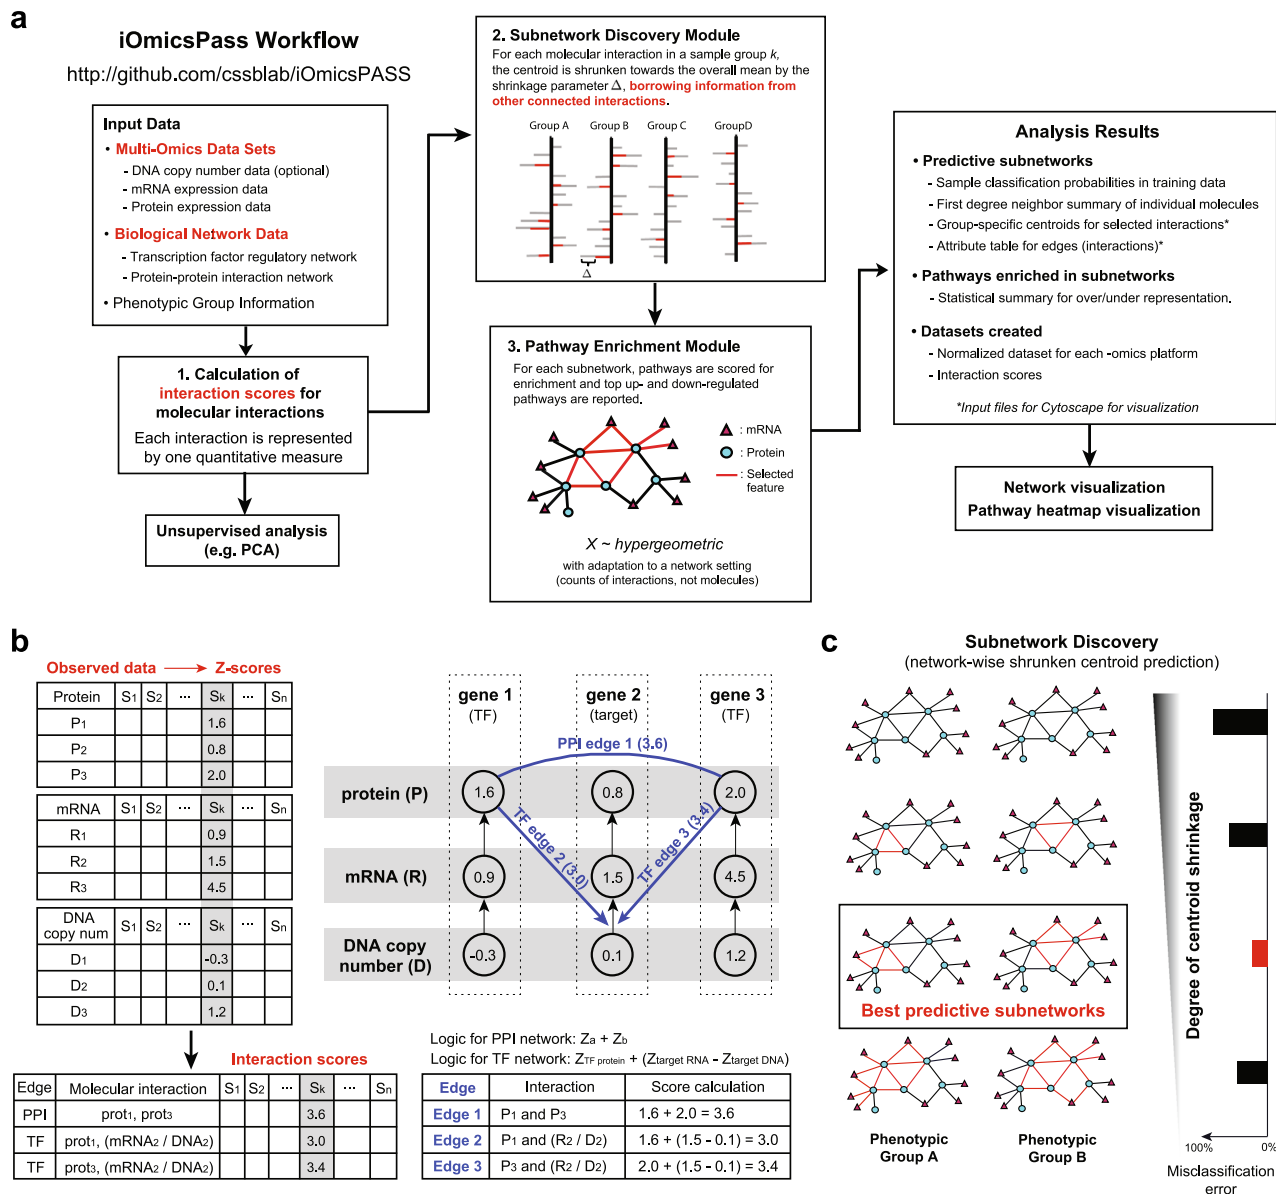 a
iOmicsPass Workflow
http://github.com/cssblab/iOmicsPASS
Input Data
• Multi-Omics Data Sets
- DNA copy number data (optional)
- mRNA expression data
- Protein expression data
• Biological Network Data
- Transcription factor regulatory network
- Protein-protein interaction network
• Phenotypic Group Information
1. Calculation of
interaction scores for
molecular interactions
Each interaction is represented
by one quantitative measure
Unsupervised analysis
(e.g. PCA)
2. Subnetwork Discovery Module
For each molecular interaction in a sample group k,
the centroid is shrunken towards the overall mean by the
shrinkage parameter Δ, borrowing information from
other connected interactions.
Group A Group B Group C GroupD
Δ
3. Pathway Enrichment Module
For each subnetwork, pathways are scored for
enrichment and top up- and down-regulated
pathways are reported.
: mRNA
: Protein
: Selected
feature
X ~ hypergeometric
with adaptation to a network setting
(counts of interactions, not molecules)
Analysis Results
• Predictive subnetworks
- Sample classification probabilities in training data
- First degree neighbor summary of individual molecules
- Group-specific centroids for selected interactions*
- Attribute table for edges (interactions)*
• Pathways enriched in subnetworks
- Statistical summary for over/under representation.
• Datasets created
- Normalized dataset for each -omics platform
- Interaction scores
*Input files for Cytoscape for visualization
Network visualization
Pathway heatmap visualization
b
Observed data Z-scores
Protein S1 S2 ... Sk ... Sn
P1 1.6
P2 0.8
P3 2.0
mRNA S1 S2 ... Sk ... Sn
R1 0.9
R2 1.5
R3 4.5
DNA
copy num S1 S2 ... Sk ... Sn
D1 -0.3
D2 0.1
D3 1.2
Interaction scores
Edge Molecular interaction S1 S2 ... Sk ... Sn
PPI prot1, prot3 3.6
TF prot1, (mRNA2 / DNA2) 3.0
TF prot3, (mRNA2 / DNA2) 3.4
gene 1 gene 2 gene 3
(TF) (target) (TF)
PPI edge 1 (3.6)
protein (P) 1.6 0.8 2.0
TF edge 2 (3.0)
TF edge 3 (3.4)
mRNA (R) 0.9 1.5 4.5
DNA copy
number (D) -0.3 0.1 1.2
Logic for PPI network: Za + Zb
Logic for TF network: ZTF protein + (Ztarget RNA - Ztarget DNA)
Edge Interaction Score calculation
Edge 1 P1 and P3 1.6 + 2.0 = 3.6
Edge 2 P1 and (R2 / D2) 1.6 + (1.5 - 0.1) = 3.0
Edge 3 P3 and (R2 / D2) 2.0 + (1.5 - 0.1) = 3.4
c
Subnetwork Discovery
(network-wise shrunken centroid prediction)
Best predictive subnetworks
Degree of centroid shrinkage
Phenotypic
Group A
Phenotypic
Group B
100% 0%
Misclassification
error